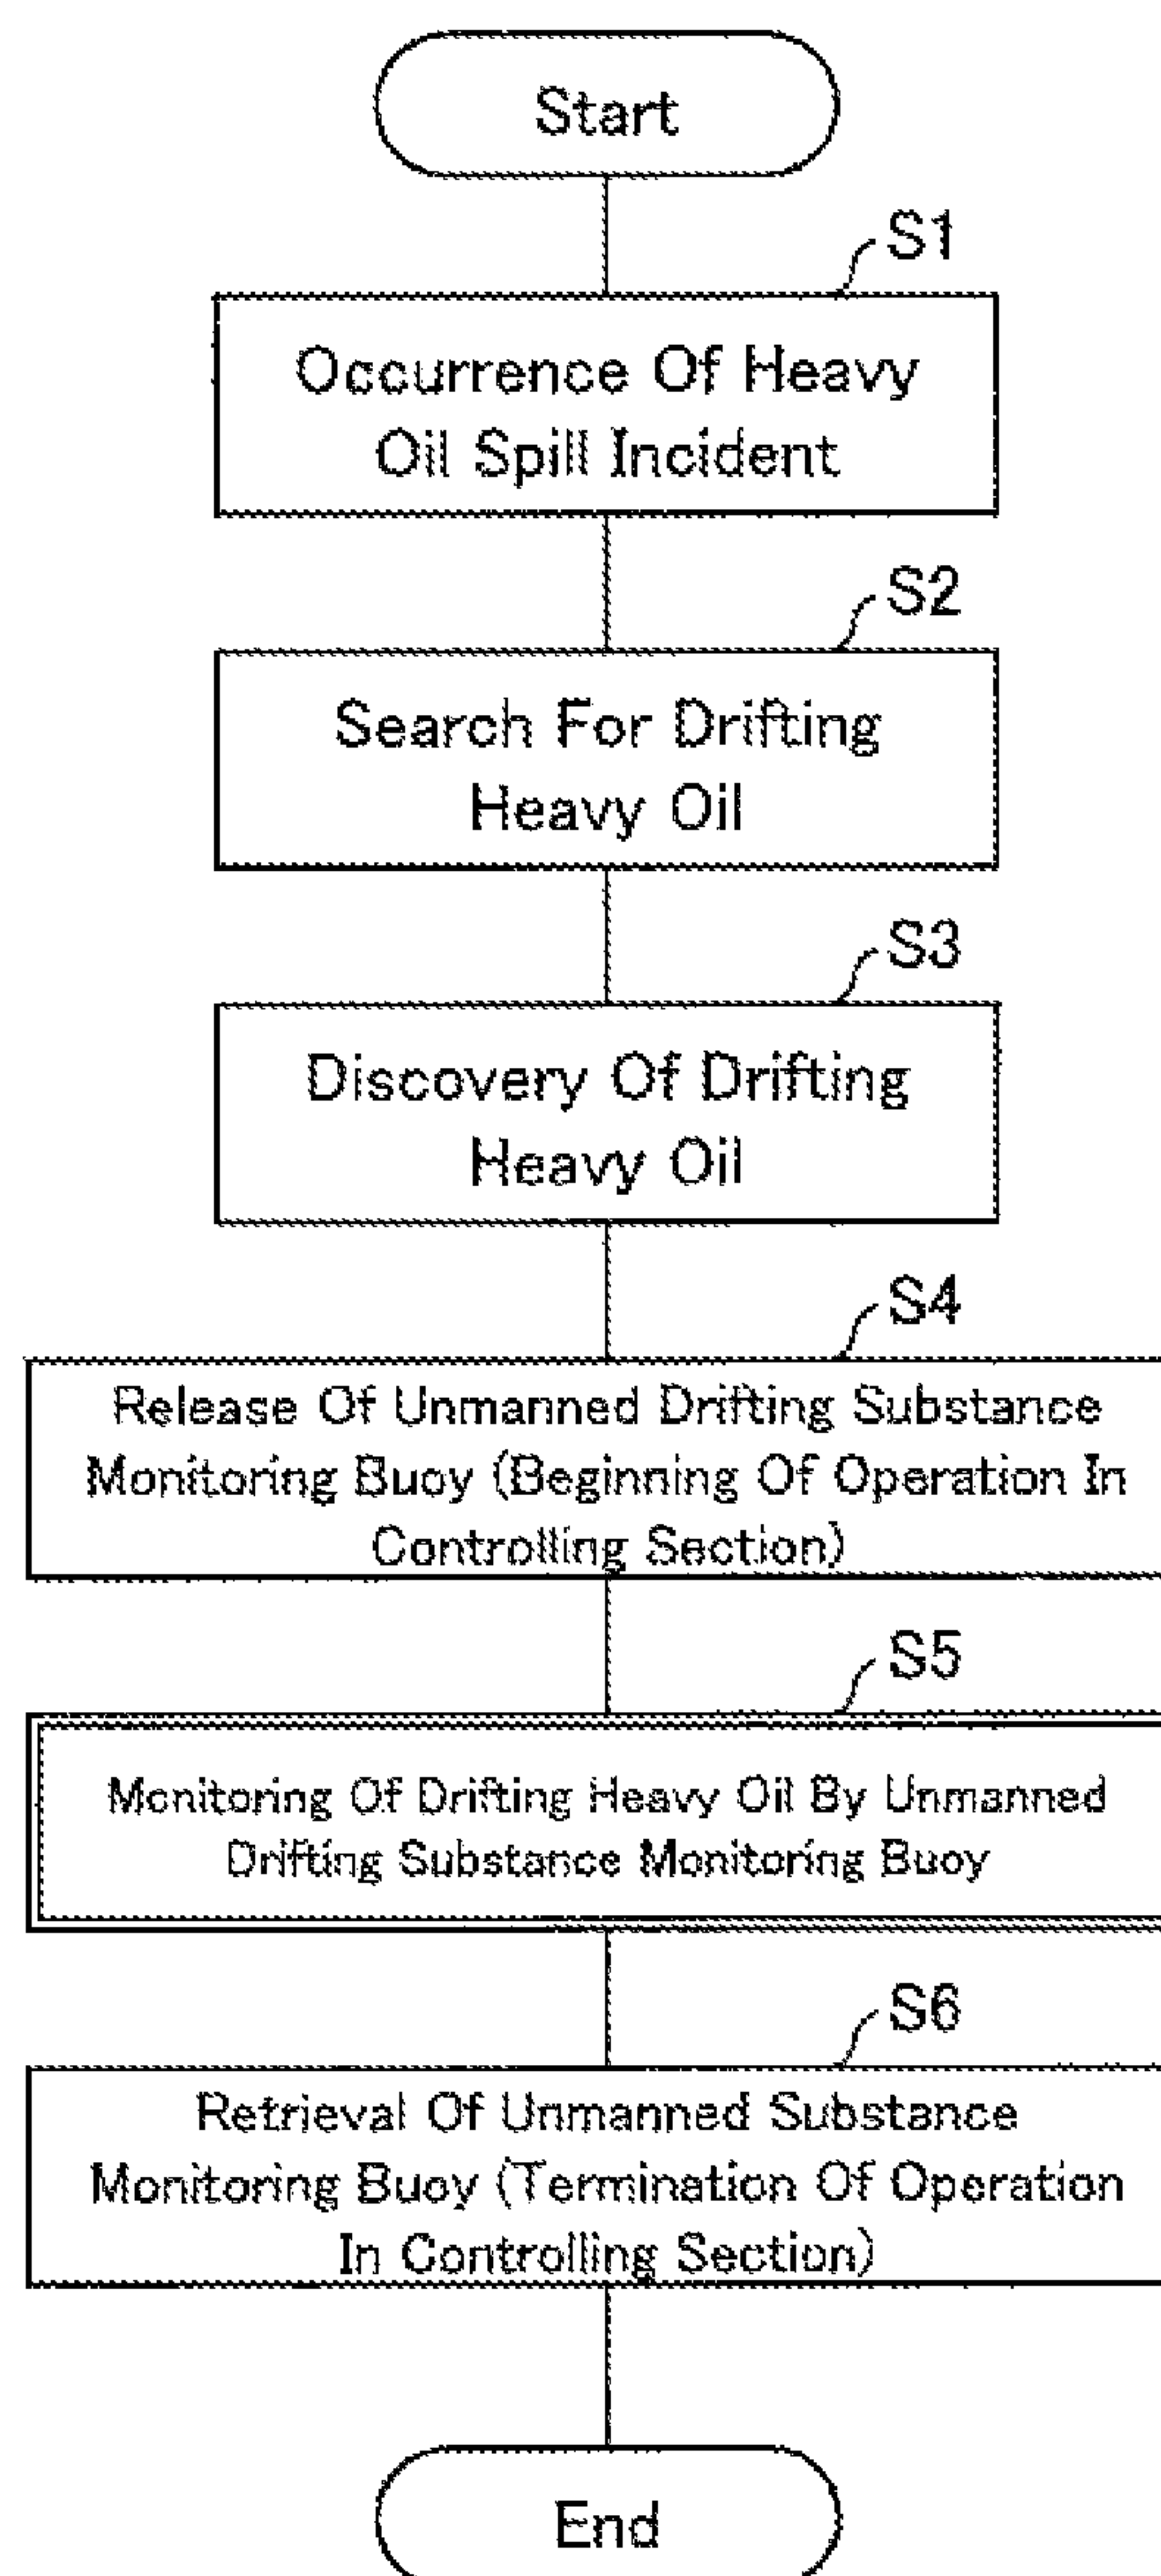 Start
S1
Occurrence Of Heavy
Oil Spill Incident
S2
Search For Drifting
Heavy Oil
S3
Discovery Of Drifting
Heavy Oil
S4
Release Of Unmanned Drifting Substance
Monitoring Buoy (Beginning Of Operation In
Controlling Section)
S5
Monitoring Of Drifting Heavy Oil By Unmanned
Drifting Substance Monitoring Buoy
S6
Retrieval Of Unmanned Substance
Monitoring Buoy (Termination Of Operation
In Controlling Section)
End